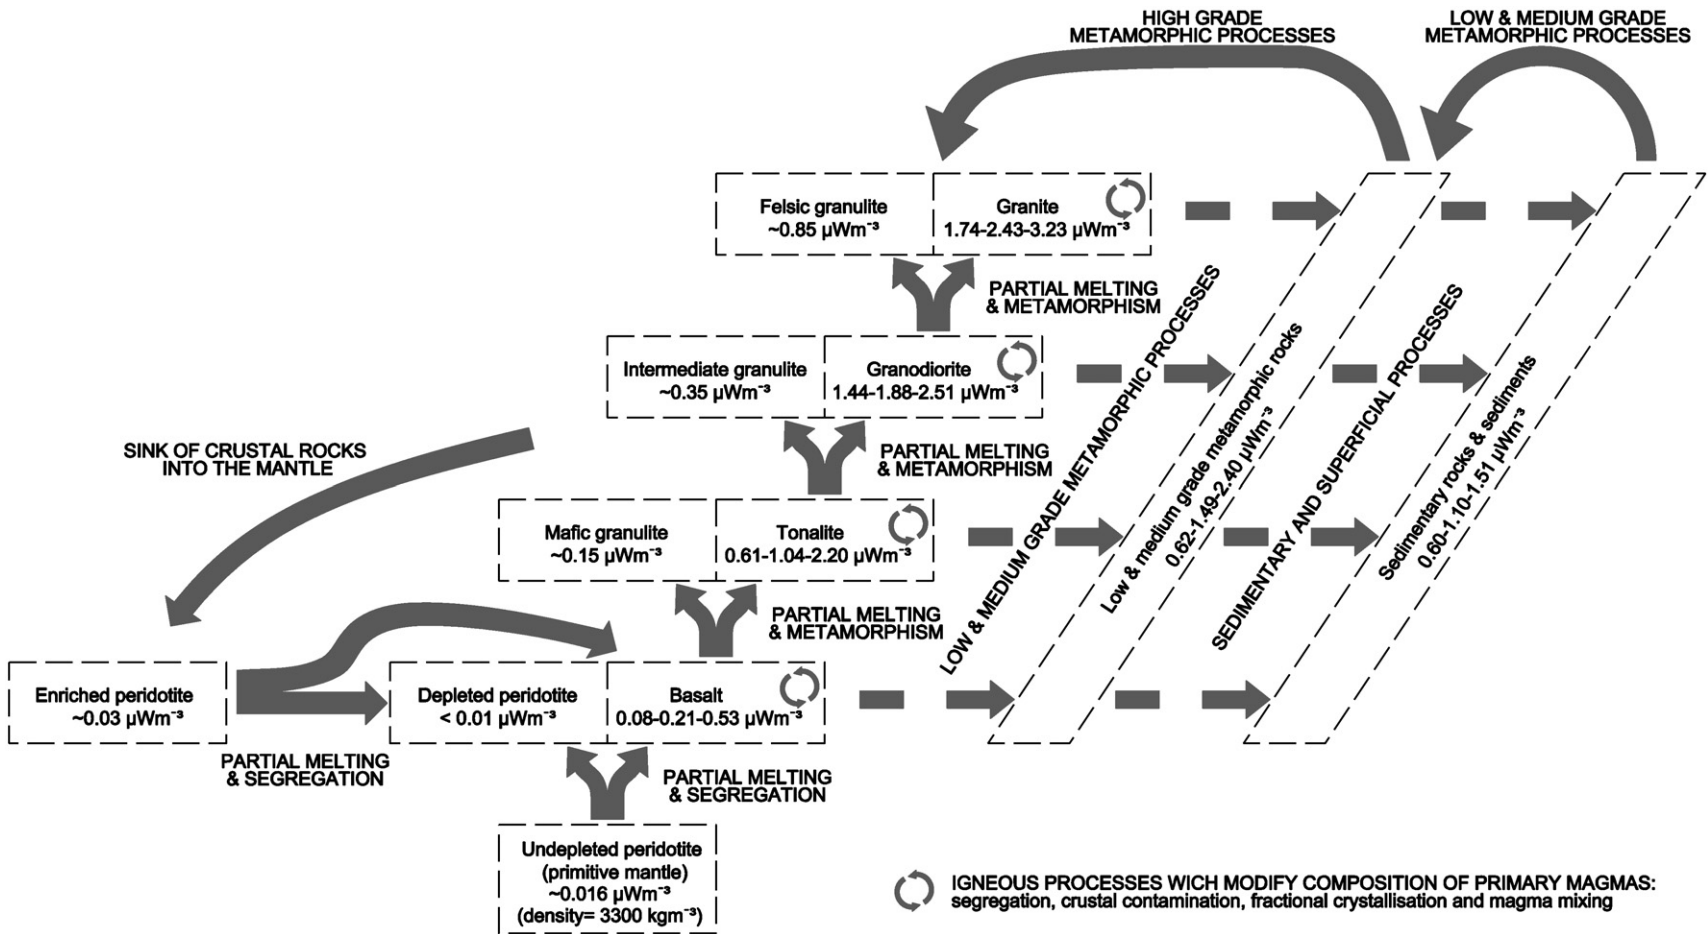 HIGH GRADE
METAMORPHIC PROCESSES
LOW & MEDIUM GRADE
METAMORPHIC PROCESSES
Felsic granulite
~0.85 µWm⁻³
Granite
1.74-2.43-3.23 µWm⁻³
PARTIAL MELTING
& METAMORPHISM
Intermediate granulite
~0.35 µWm⁻³
Granodiorite
1.44-1.88-2.51 µWm⁻³
SINK OF CRUSTAL ROCKS
INTO THE MANTLE
PARTIAL MELTING
& METAMORPHISM
Mafic granulite
~0.15 µWm⁻³
Tonalite
0.61-1.04-2.20 µWm⁻³
PARTIAL MELTING
& METAMORPHISM
Enriched peridotite
~0.03 µWm⁻³
Depleted peridotite
< 0.01 µWm⁻³
Basalt
0.08-0.21-0.53 µWm⁻³
PARTIAL MELTING
& SEGREGATION
PARTIAL MELTING
& SEGREGATION
Undepleted peridotite
(primitive mantle)
~0.016 µWm⁻³
(density= 3300 kgm⁻³)
LOW & MEDIUM GRADE METAMORPHIC PROCESSES
Low & medium grade metamorphic rocks
0.62-1.49-2.40 µWm⁻³
SEDIMENTARY AND SUPERFICIAL PROCESSES
Sedimentary rocks & sediments
0.60-1.10-1.51 µWm⁻³
IGNEOUS PROCESSES WICH MODIFY COMPOSITION OF PRIMARY MAGMAS:
segregation, crustal contamination, fractional crystallisation and magma mixing